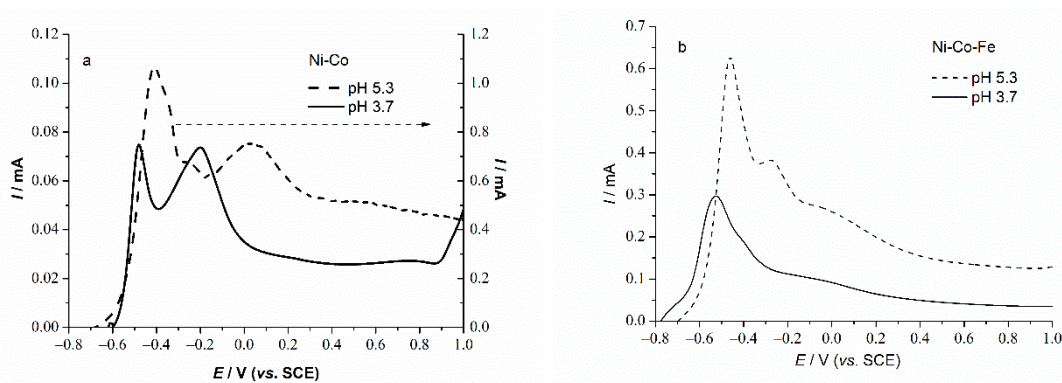 a
Ni-Co
pH 5.3
pH 3.7
I / mA
0.12
0.10
0.08
0.06
0.04
0.02
0.00
1.2
1.0
0.8
0.6
0.4
0.2
0.0
I / mA
–0.8 –0.6 –0.4 –0.2 0.0 0.2 0.4 0.6 0.8 1.0
E / V (vs. SCE)
b
Ni-Co-Fe
pH 5.3
pH 3.7
I / mA
0.7
0.6
0.5
0.4
0.3
0.2
0.1
0.0
–0.8 –0.6 –0.4 –0.2 0.0 0.2 0.4 0.6 0.8 1.0
E / V (vs. SCE)